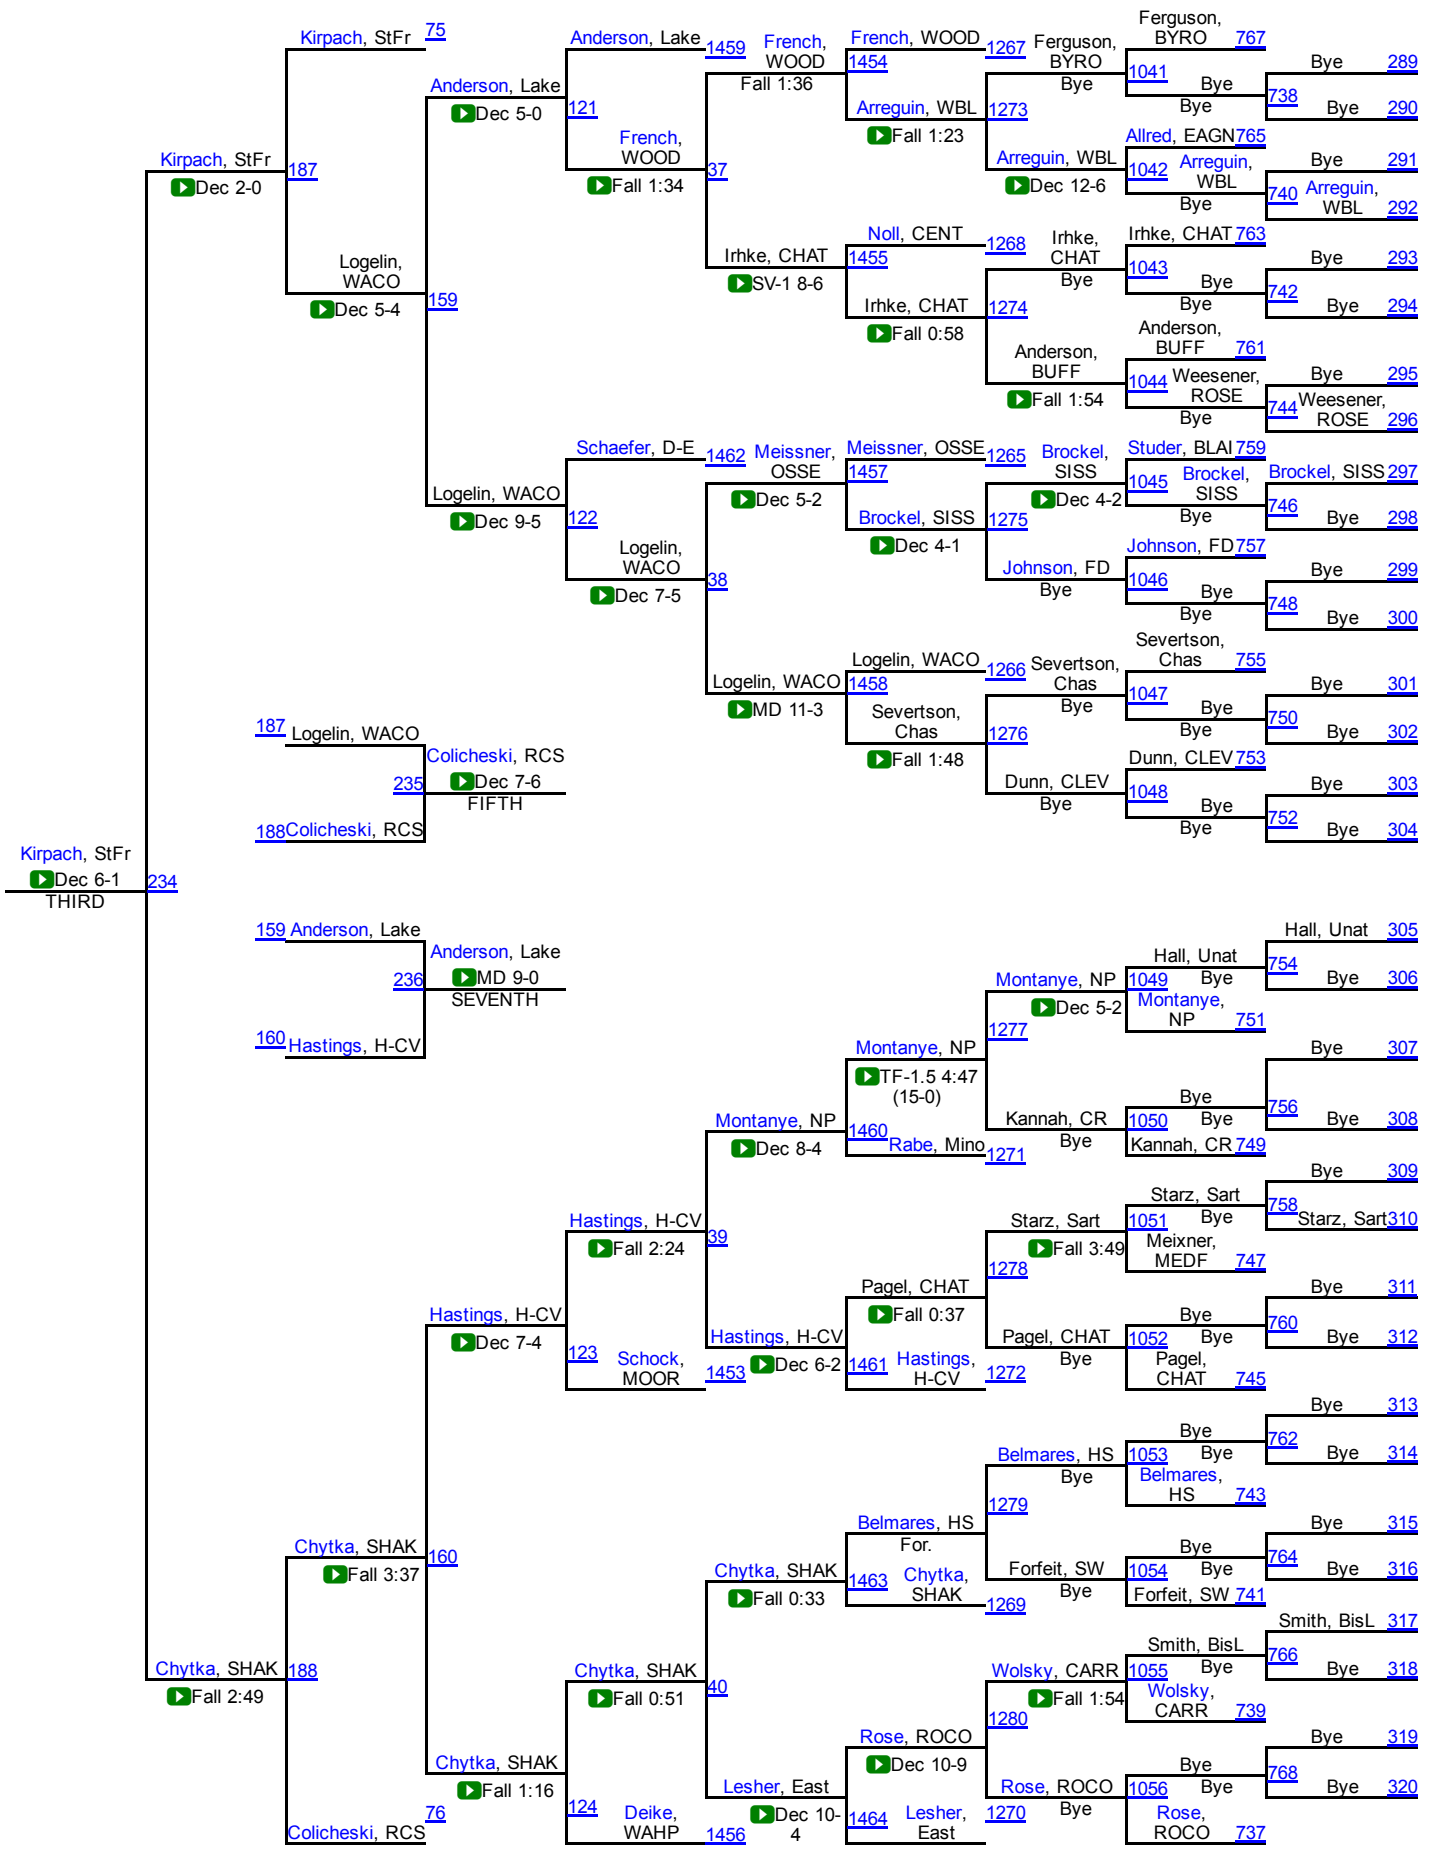 Ferguson,
BYRO 767
Kirpach, StFr 75
Anderson, Lake 1459
French,
WOOD
Fall 1:36
French, WOOD 1267
1454
Ferguson,
BYRO
Bye
1041
Bye
Bye
738
Bye 289
Bye 290
Anderson, Lake
Dec 5-0
121
Arreguin, WBL
Fall 1:23
1273
French,
WOOD
Fall 1:34
37
Allred, EAGN 765
Arreguin, WBL
Dec 12-6
1042
Arreguin,
WBL
Bye
740
Bye 291
Arreguin,
WBL 292
Kirpach, StFr
Dec 2-0
187
Irhke, CHAT
SV-1 8-6
Noll, CENT 1268
1455
Irhke,
CHAT
Bye
Irhke, CHAT 763
1043
Bye
Bye
742
Bye 293
Bye 294
Logelin,
WACO
Dec 5-4
159
Irhke, CHAT
Fall 0:58
1274
Anderson,
BUFF
Fall 1:54
Anderson,
BUFF 761
1044
Weesener,
ROSE
Bye
744
Bye 295
Weesener,
ROSE 296
Schaefer, D-E 1462
Meissner,
OSSE
Dec 5-2
Meissner, OSSE 1265
1457
Brockel,
SISS
Dec 4-2
Studer, BLAI 759
1045
Brockel,
SISS
Bye
746
Brockel, SISS 297
Bye 298
Logelin, WACO
Dec 9-5
122
Brockel, SISS
Dec 4-1
1275
Logelin,
WACO
Dec 7-5
38
Johnson, FD
Bye
Johnson, FD 757
1046
Bye
Bye
748
Bye 299
Bye 300
Logelin, WACO
MD 11-3
Logelin, WACO 1266
1458
Severtson,
Chas
Bye
Severtson,
Chas 755
1047
Bye
Bye
750
Bye 301
Bye 302
Severtson,
Chas
Fall 1:48
1276
Dunn, CLEV
Bye
Dunn, CLEV 753
1048
Bye
Bye
752
Bye 303
Bye 304
187 Logelin, WACO
Colicheski, RCS
235
Dec 7-6
FIFTH
188 Colicheski, RCS
Kirpach, StFr
Dec 6-1
234
THIRD
159 Anderson, Lake
Anderson, Lake
236
MD 9-0
SEVENTH
160 Hastings, H-CV
Hall, Unat 305
Hall, Unat
754
Bye 306
Montanye, NP
Dec 5-2
1049
Bye
Montanye,
NP 751
1277
Montanye, NP
TF-1.5 4:47
(15-0)
Bye 307
Bye
756
Bye 308
Kannah, CR
Bye
1050
Bye
Kannah, CR 749
Montanye, NP
Dec 8-4
1460
Rabe, Mino 1271
Bye 309
Starz, Sart
758
Starz, Sart 310
Starz, Sart
Fall 3:49
1051
Bye
Meixner,
MEDF 747
Hastings, H-CV
Fall 2:24
39
1278
Pagel, CHAT
Fall 0:37
Bye 311
Bye
760
Bye 312
Pagel, CHAT
Bye
1052
Bye
Pagel,
CHAT 745
Hastings, H-CV
Dec 7-4
123
Hastings, H-CV
Dec 6-2
1461
Hastings,
H-CV 1272
Schock,
MOOR 1453
Bye 313
Bye
762
Bye 314
Belmares, HS
Bye
1053
Bye
Belmares,
HS 743
1279
Belmares, HS
For.
Bye 315
Bye
764
Bye 316
Forfeit, SW
Bye
1054
Bye
Forfeit, SW 741
Chytka, SHAK
Fall 3:37
160
Chytka, SHAK
Fall 0:33
1463
Chytka,
SHAK 1269
Smith, BisL 317
Smith, BisL
766
Bye 318
Chytka, SHAK
Fall 2:49
188
Chytka, SHAK
Fall 0:51
40
Wolsky, CARR
Fall 1:54
1055
Bye
Wolsky,
CARR 739
1280
Rose, ROCO
Dec 10-9
Bye 319
Bye
768
Bye 320
Chytka, SHAK
Fall 1:16
124
Lesher, East
Dec 10-
4
Rose, ROCO
Bye
1056
Bye
Rose,
ROCO 737
1464
Lesher,
East 1270
Colicheski, RCS 76
Deike,
WAHP 1456